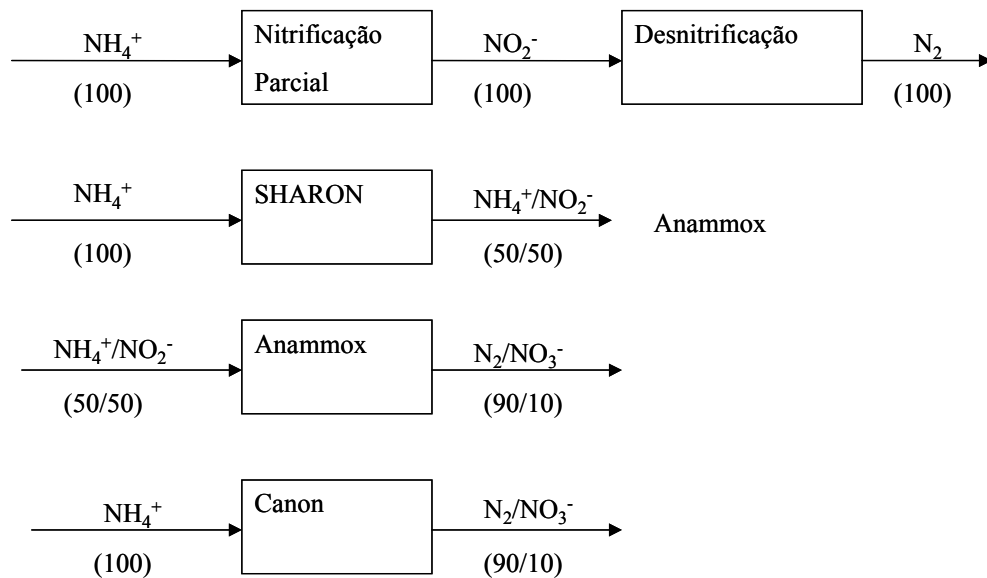 NH₄⁺ Nitrificação NO₂⁻ Desnitrificação N₂
(100) Parcial (100) (100)
NH₄⁺ SHARON NH₄⁺/NO₂⁻ Anammox
(100) (50/50)
NH₄⁺/NO₂⁻ Anammox N₂/NO₃⁻
(50/50) (90/10)
NH₄⁺ Canon N₂/NO₃⁻
(100) (90/10)